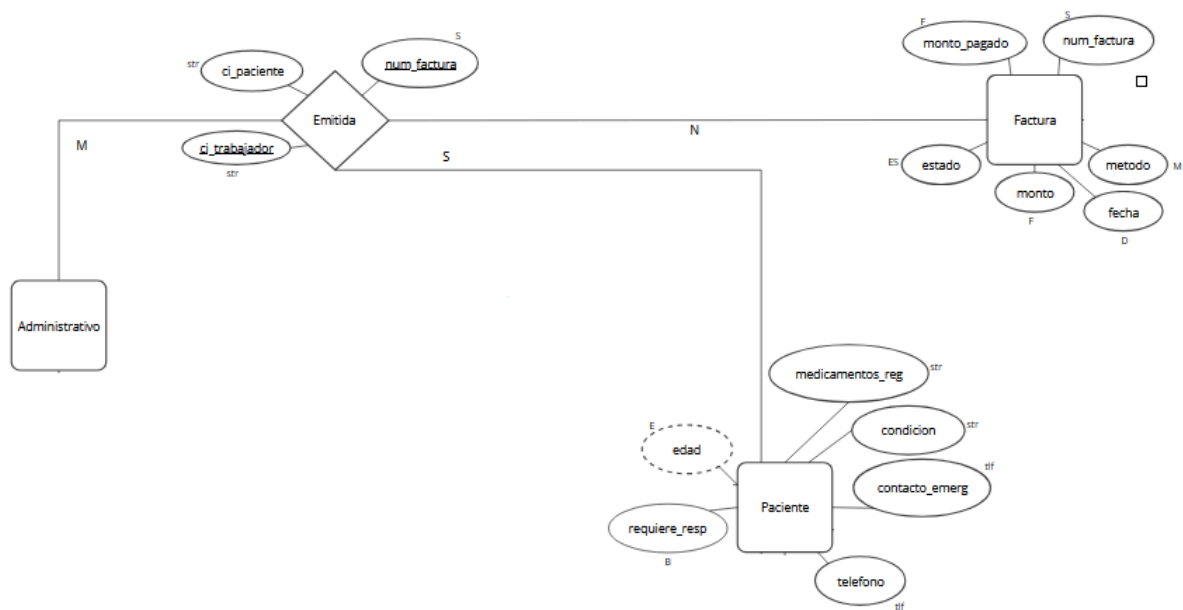 F
S
monto_pagado
num_factura
S
num_factura
str
ci_paciente
Emitida
N
Factura
M
ci_trabajador
str
S
ES
estado
metodo
M
monto
F
fecha
D
Administrativo
medicamentos_reg
str
E
edad
condicion
str
tlf
contacto_emerg
Paciente
requiere_resp
B
telefono
tlf